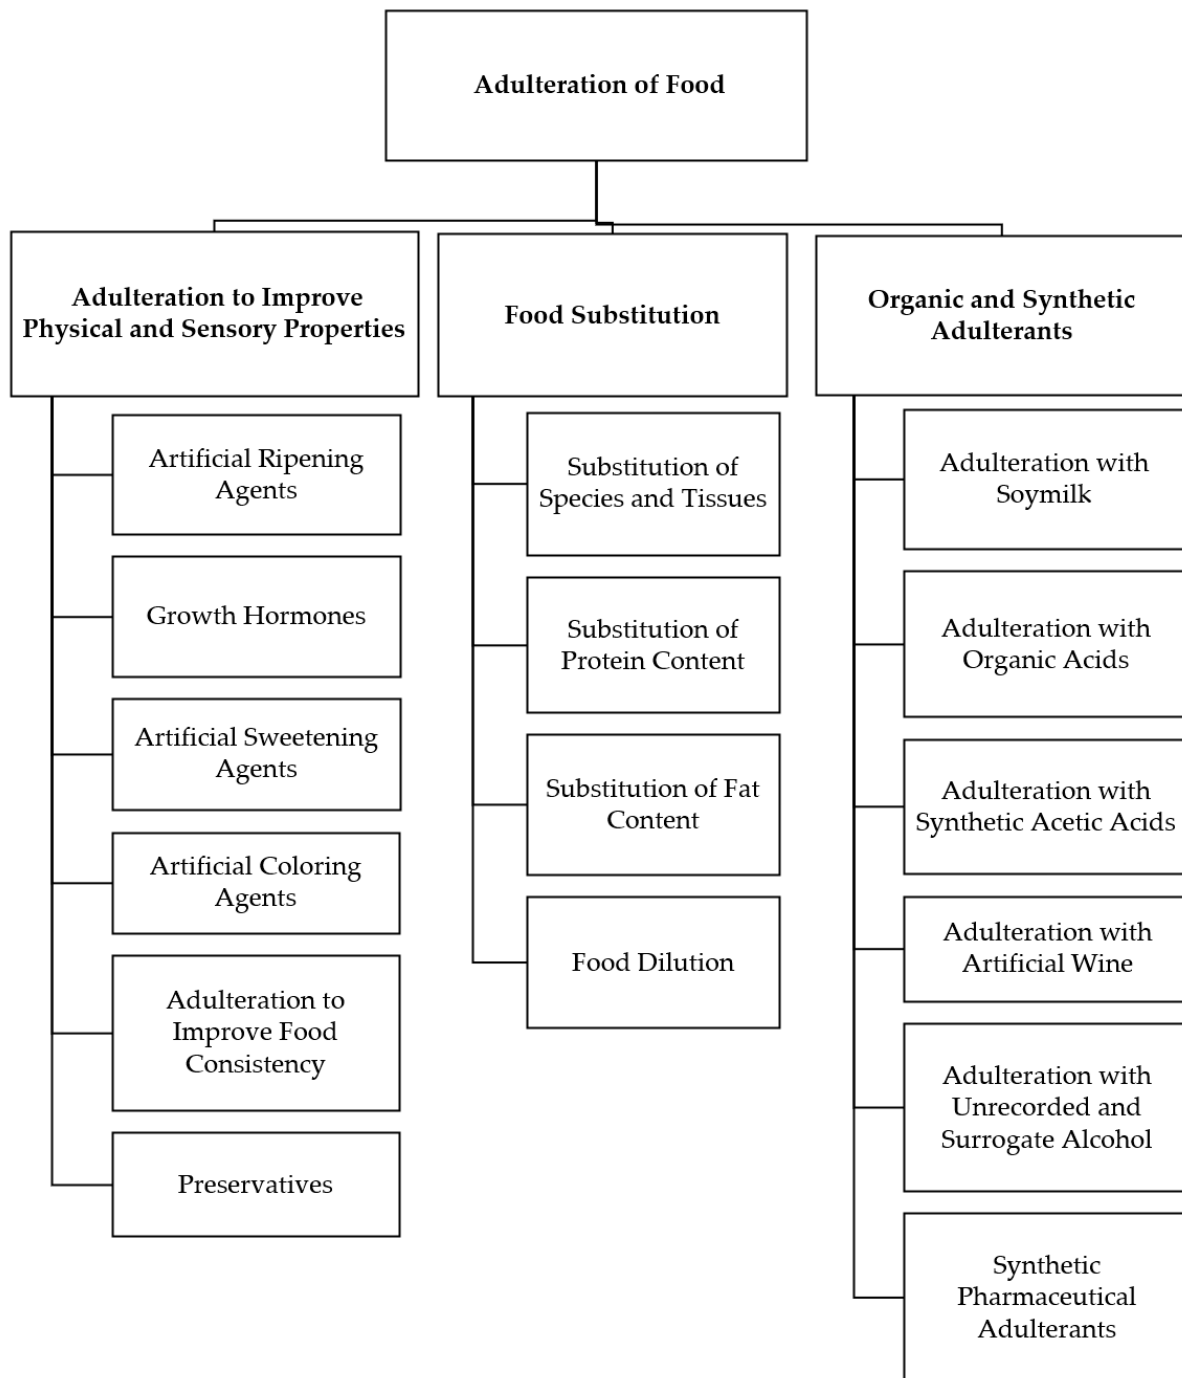 Adulteration of Food
Adulteration to Improve
Physical and Sensory Properties
Artificial Ripening
Agents
Growth Hormones
Artificial Sweetening
Agents
Artificial Coloring
Agents
Adulteration to
Improve Food
Consistency
Preservatives
Food Substitution
Substitution of
Species and Tissues
Substitution of
Protein Content
Substitution of Fat
Content
Food Dilution
Organic and Synthetic
Adulterants
Adulteration with
Soymilk
Adulteration with
Organic Acids
Adulteration with
Synthetic Acetic Acids
Adulteration with
Artificial Wine
Adulteration with
Unrecorded and
Surrogate Alcohol
Synthetic
Pharmaceutical
Adulterants